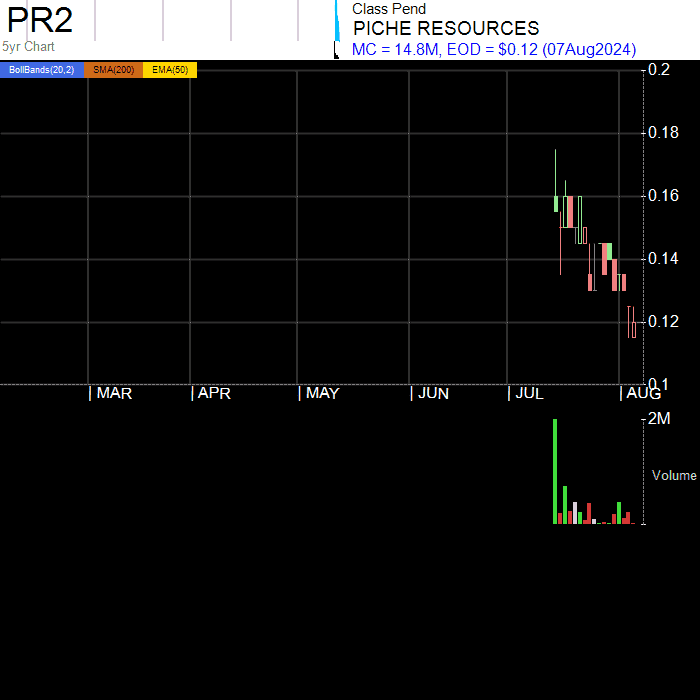 PR2
5yr Chart
Class Pend
PICHE RESOURCES
MC = 14.8M, EOD = $0.12 (07Aug2024)
BollBands(20,2) SMA(200) EMA(50)
0.2
0.18
0.16
0.14
0.12
0.1
| MAR | APR | MAY | JUN | JUL | AUG
2M
Volume